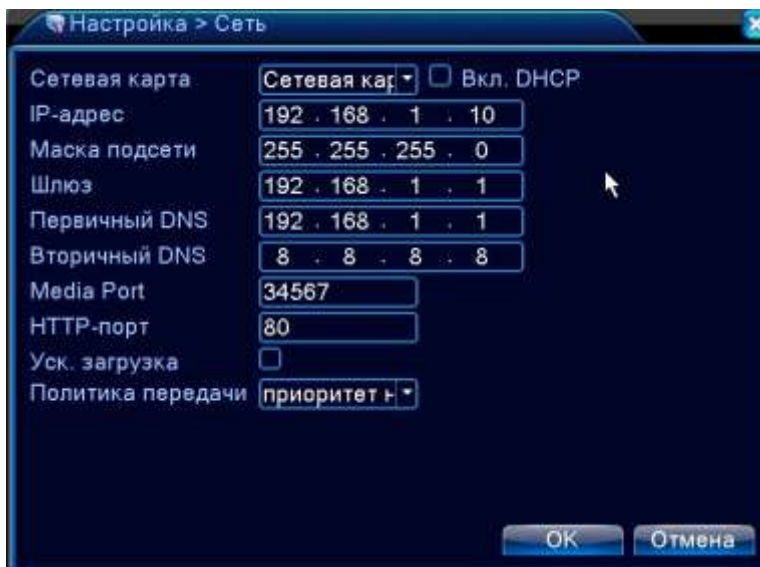 Настройка > Сеть
Сетевая карта Сетевая кар Вкл. DHCP
IP-адрес 192 . 168 . 1 . 10
Маска подсети 255 . 255 . 255 . 0
Шлюз 192 . 168 . 1 . 1
Первичный DNS 192 . 168 . 1 . 1
Вторичный DNS 8 . 8 . 8 . 8
Media Port 34567
HTTP-порт 80
Уск. загрузка
Политика передачи приоритет
OK Отмена